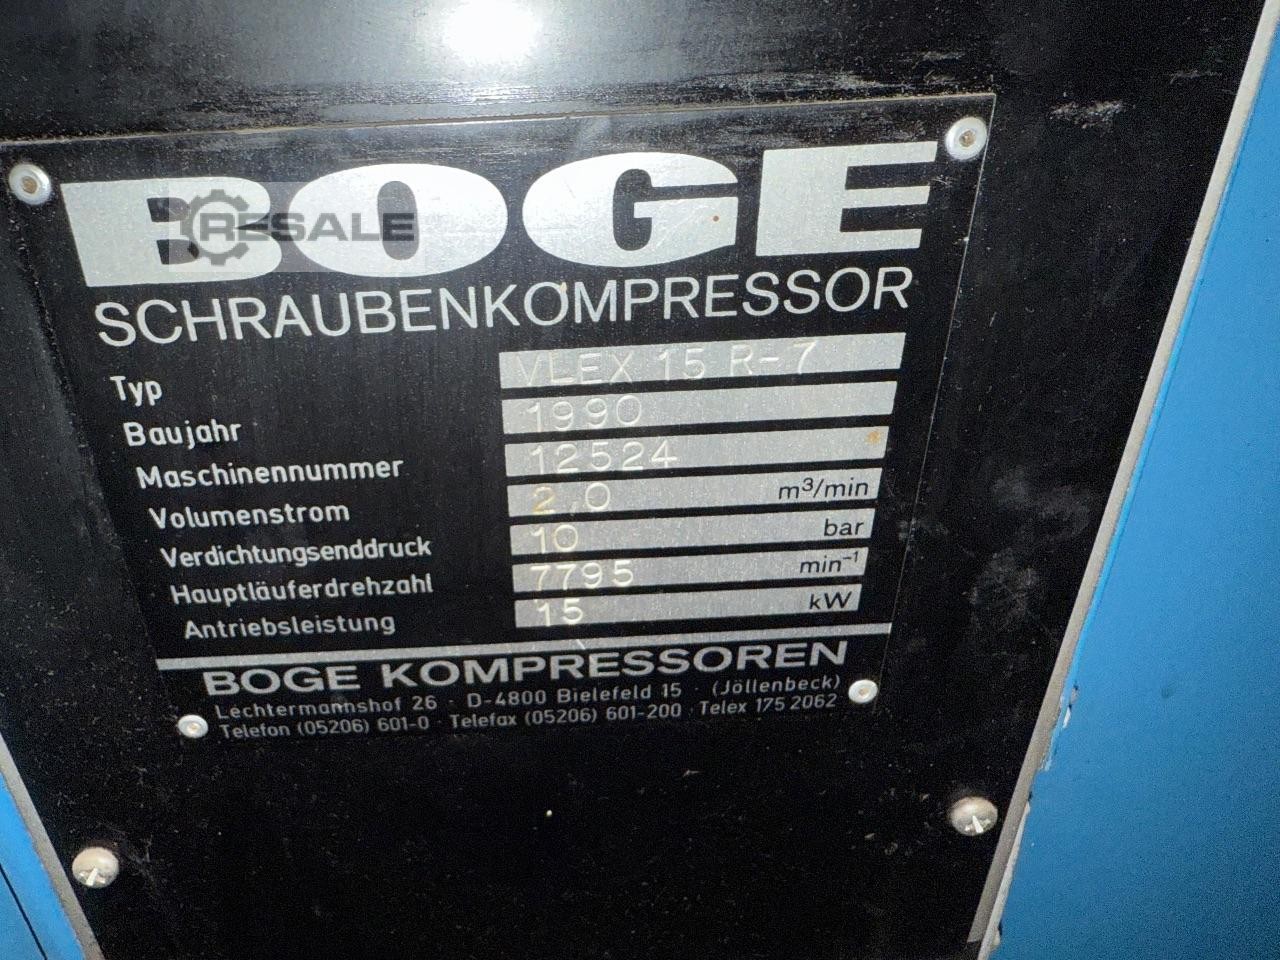 BOGE
RESALE
SCHRAUBENKOMPRESSOR
Typ VLEX 15 R-7
Baujahr 1990
Maschinennummer 12524
Volumenstrom 2,0 m³/min
Verdichtungsenddruck 10 bar
Hauptläuferdrehzahl 7795 min⁻¹
Antriebsleistung 15 kW
BOGE KOMPRESSOREN
Lechtermannshof 26 · D-4800 Bielefeld 15 · (Jöllenbeck)
Telefon (05206) 601-0 · Telefax (05206) 601-200 · Telex 175 2062